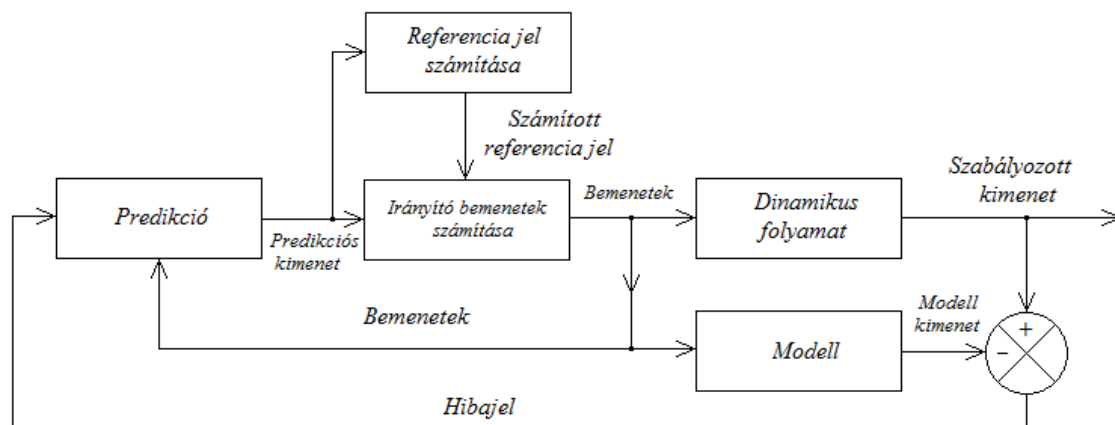 Referencia jel
számítása
Számított
referencia jel
Predikció
Predikciós
kimenet
Irányító bemenetek
számítása
Bemenetek
Dinamikus
folyamat
Szabályozott
kimenet
Bemenetek
Modell
Modell
kimenet
+
−
Hibajel